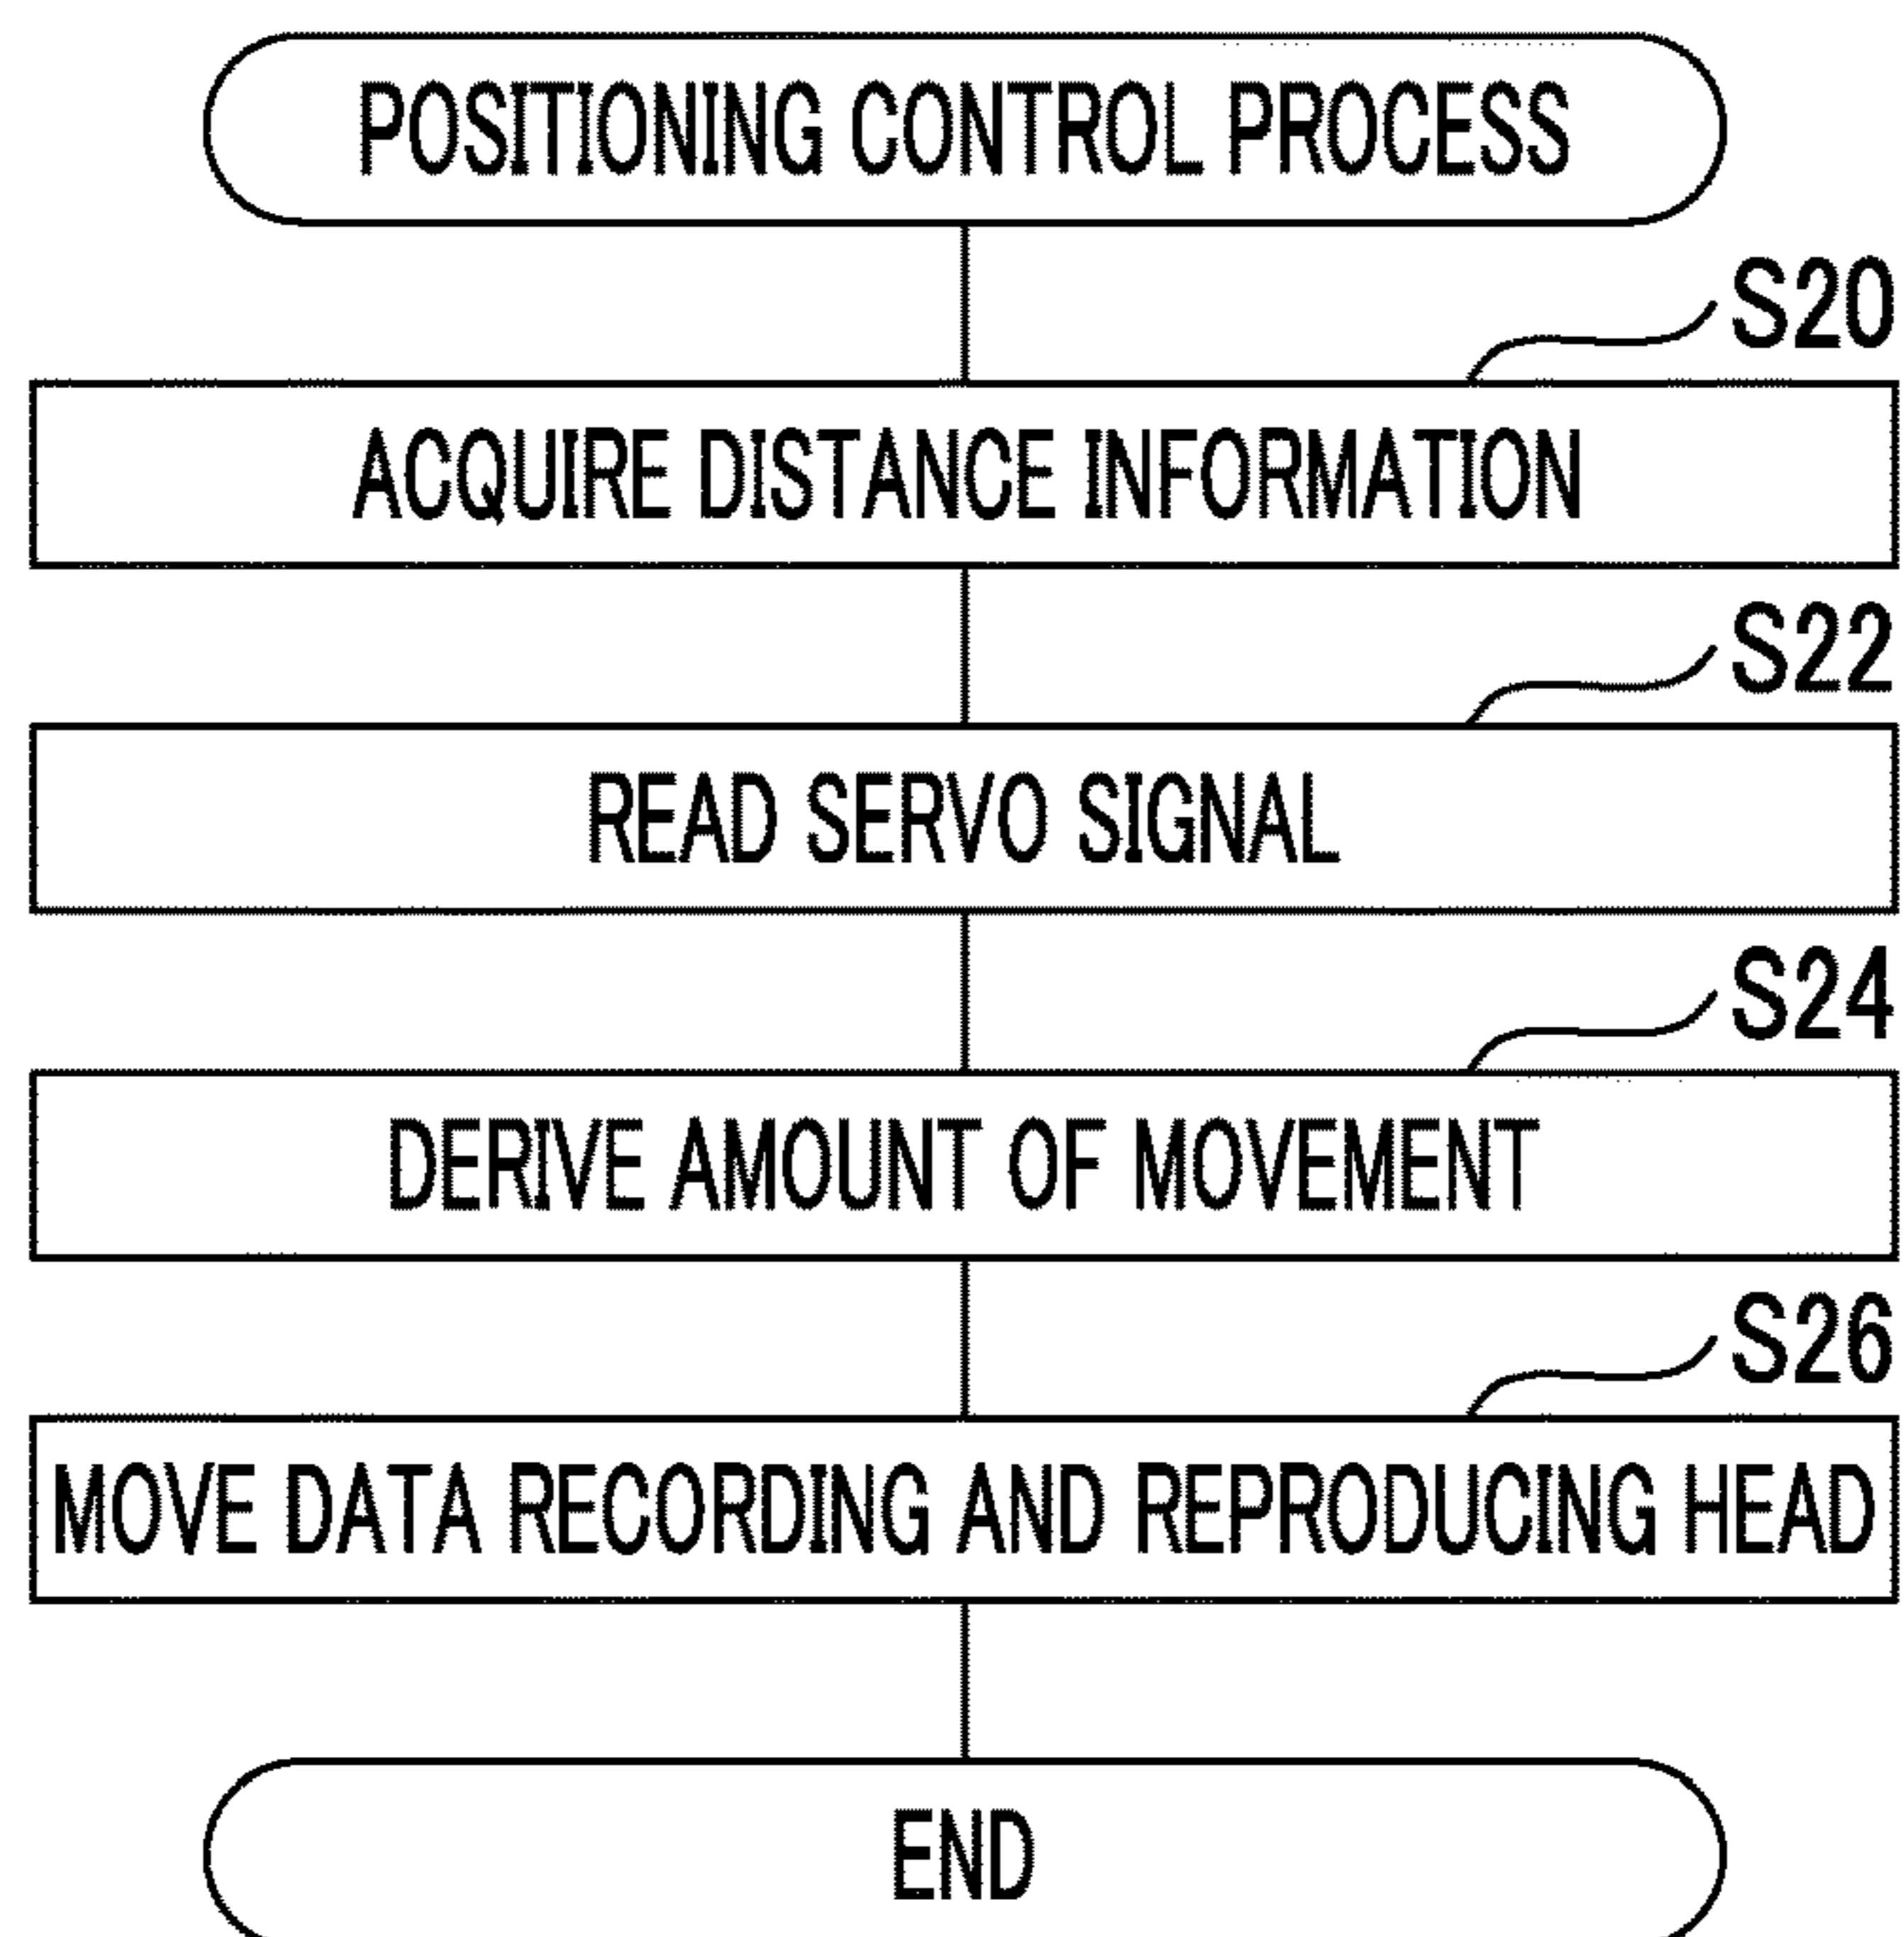 POSITIONING CONTROL PROCESS
S20
ACQUIRE DISTANCE INFORMATION
S22
READ SERVO SIGNAL
S24
DERIVE AMOUNT OF MOVEMENT
S26
MOVE DATA RECORDING AND REPRODUCING HEAD
END